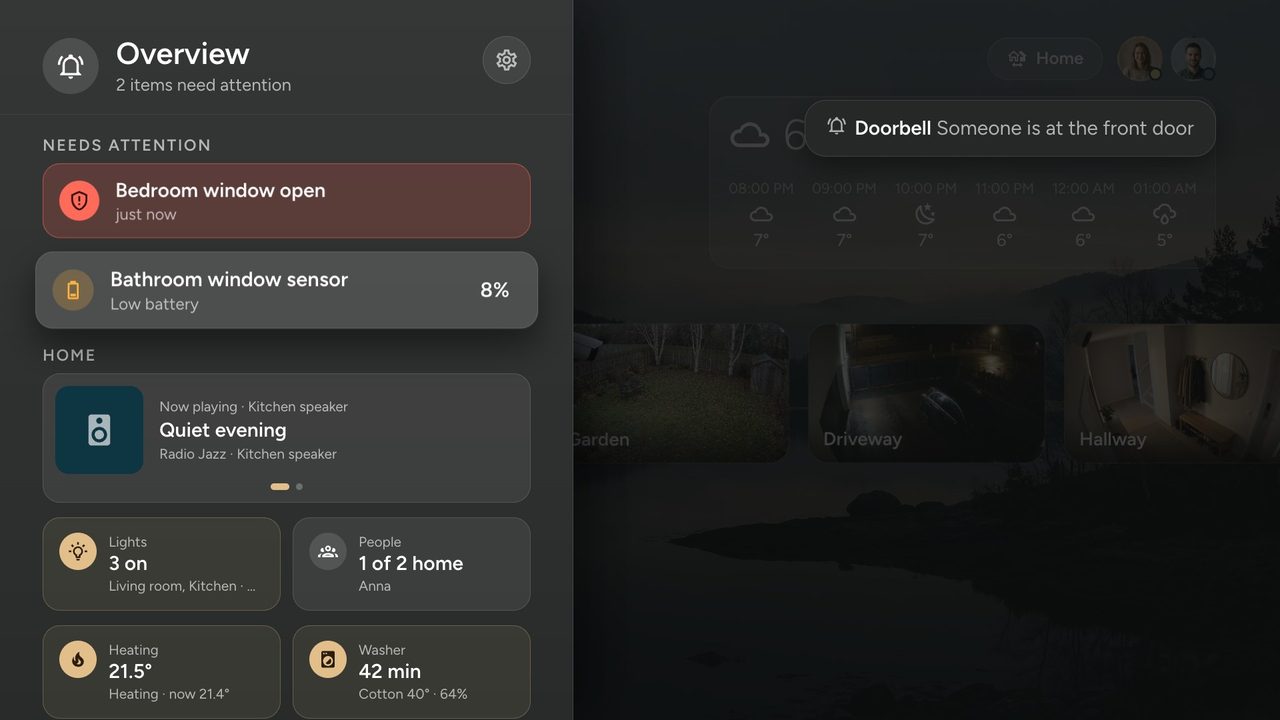 Overview
2 items need attention
NEEDS ATTENTION
Bedroom window open
just now
Bathroom window sensor
Low battery
8%
HOME
Now playing · Kitchen speaker
Quiet evening
Radio Jazz · Kitchen speaker
Lights
3 on
Living room, Kitchen · ...
People
1 of 2 home
Anna
Heating
21.5°
Heating · now 21.4°
Washer
42 min
Cotton 40° · 64%
Home
Doorbell Someone is at the front door
6
08:00 PM 09:00 PM 10:00 PM 11:00 PM 12:00 AM 01:00 AM
7° 7° 7° 6° 6° 5°
Garden
Driveway
Hallway